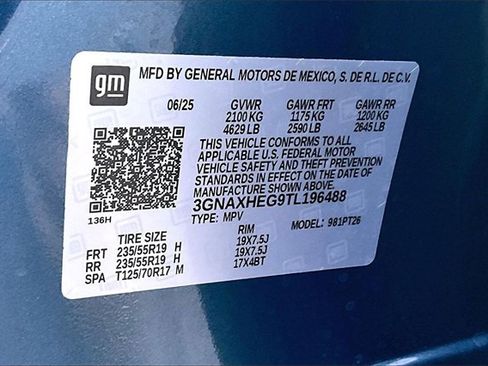 gm
MFD BY GENERAL MOTORS DE MEXICO, S. DE R.L. DE C.V.
06/25 GVWR GAWR FRT GAWR RR
2100 KG 1175 KG 1200 KG
4629 LB 2590 LB 2645 LB
THIS VEHICLE CONFORMS TO ALL
APPLICABLE U.S. FEDERAL MOTOR
VEHICLE SAFETY AND THEFT PREVENTION
STANDARDS IN EFFECT ON THE DATE OF
MANUFACTURE SHOWN ABOVE.
3GNAXHEG9TL196488
136H TYPE: MPV MODEL: 981PT26
TIRE SIZE RIM
FRT 235/55R19 H 19X7.5J
RR 235/55R19 H 19X7.5J
SPA T125/70R17 M 17X4BT